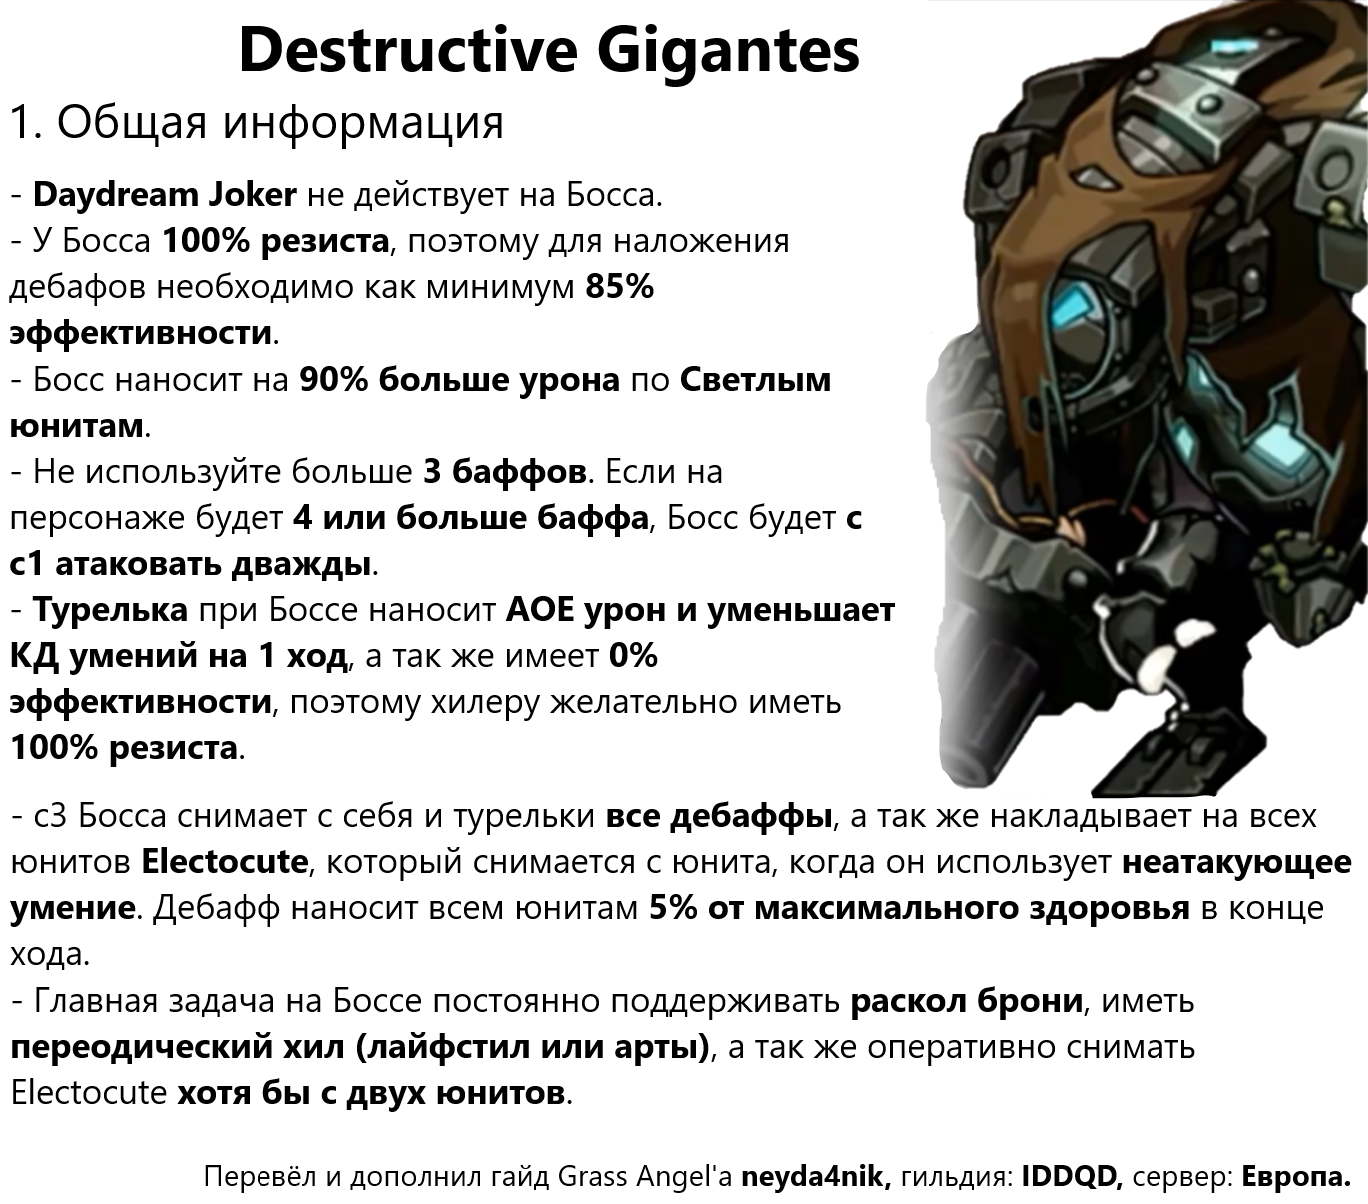 Destructive Gigantes
1. Общая информация
- Daydream Joker не действует на Босса.
- У Босса 100% резиста, поэтому для наложения
дебафов необходимо как минимум 85%
эффективности.
- Босс наносит на 90% больше урона по Светлым
юнитам.
- Не используйте больше 3 баффов. Если на
персонаже будет 4 или больше баффа, Босс будет с
с1 атаковать дважды.
- Турелька при Боссе наносит АОЕ урон и уменьшает
КД умений на 1 ход, а так же имеет 0%
эффективности, поэтому хилеру желательно иметь
100% резиста.
- с3 Босса снимает с себя и турельки все дебаффы, а так же накладывает на всех
юнитов Electocute, который снимается с юнита, когда он использует неатакующее
умение. Дебафф наносит всем юнитам 5% от максимального здоровья в конце
хода.
- Главная задача на Боссе постоянно поддерживать раскол брони, иметь
переодический хил (лайфстил или арты), а так же оперативно снимать
Electocute хотя бы с двух юнитов.
Перевёл и дополнил гайд Grass Angel'а neyda4nik, гильдия: IDDQD, сервер: Европа.